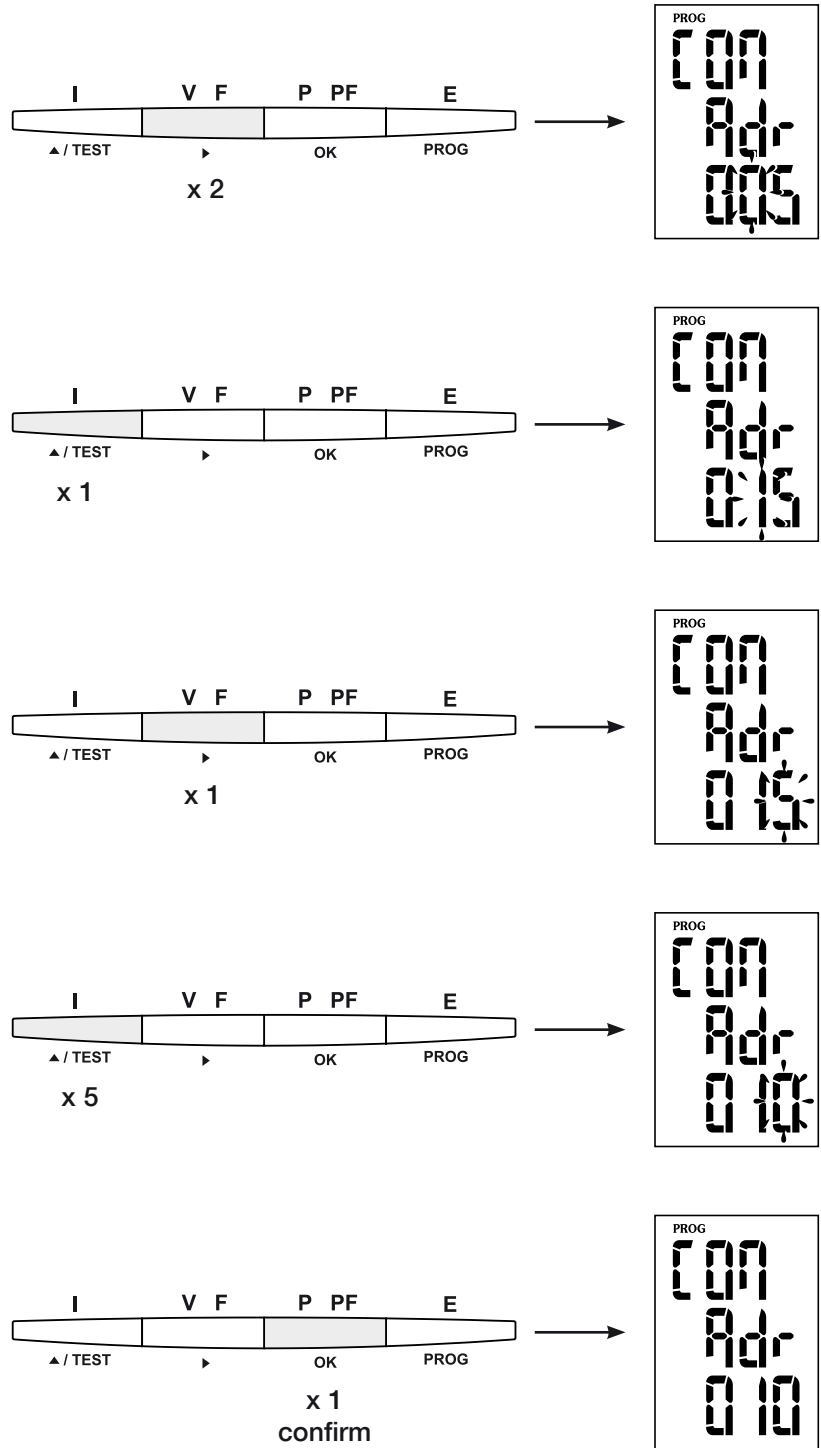 PROG
COM
Adr
005
I V F P PF E
▲ / TEST ► OK PROG
x 2
PROG
COM
Adr
015
I V F P PF E
▲ / TEST ► OK PROG
x 1
PROG
COM
Adr
015
I V F P PF E
▲ / TEST ► OK PROG
x 1
PROG
COM
Adr
010
I V F P PF E
▲ / TEST ► OK PROG
x 5
PROG
COM
Adr
010
I V F P PF E
▲ / TEST ► OK PROG
x 1
confirm